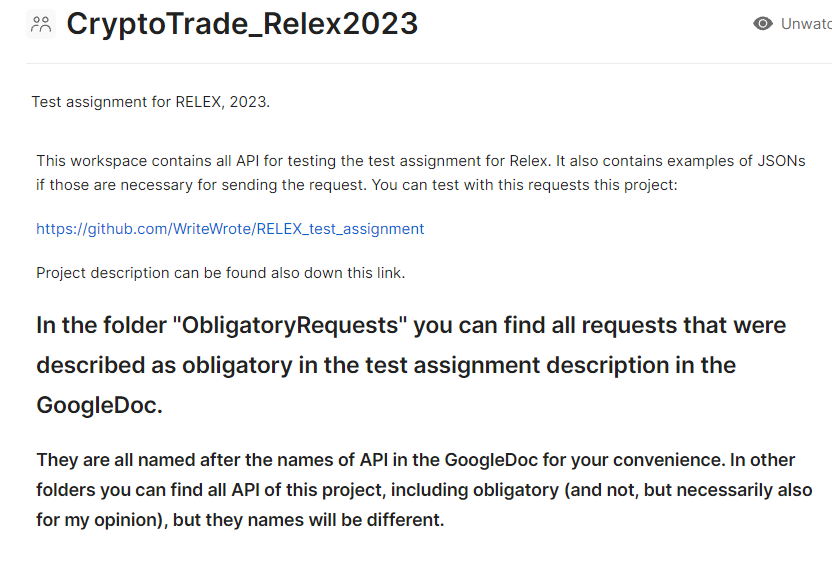 CryptoTrade_Relex2023
Unwatc
Test assignment for RELEX, 2023.
This workspace contains all API for testing the test assignment for Relex. It also contains examples of JSONs
if those are necessary for sending the request. You can test with this requests this project:
https://github.com/WriteWrote/RELEX_test_assignment
Project description can be found also down this link.
In the folder "ObligatoryRequests" you can find all requests that were
described as obligatory in the test assignment description in the
GoogleDoc.
They are all named after the names of API in the GoogleDoc for your convenience. In other
folders you can find all API of this project, including obligatory (and not, but necessarily also
for my opinion), but they names will be different.